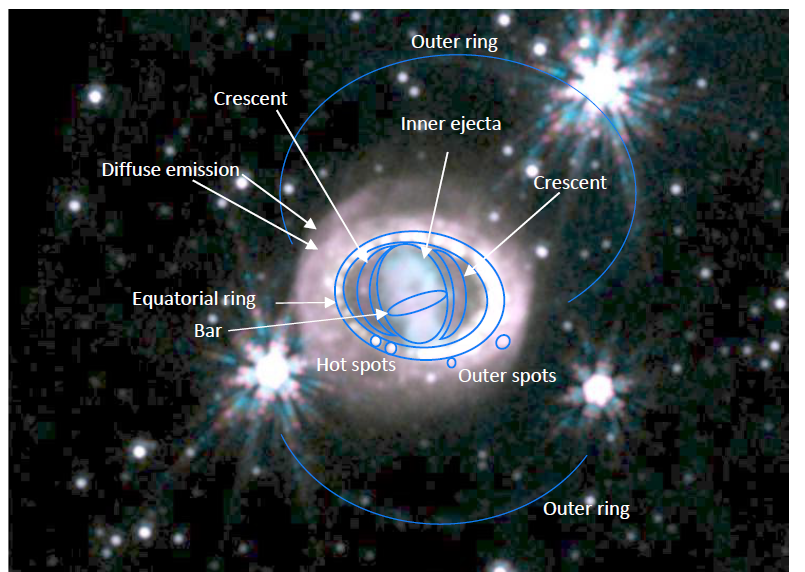 Outer ring
Crescent
Inner ejecta
Diffuse emission
Crescent
Equatorial ring
Bar
Hot spots
Outer spots
Outer ring